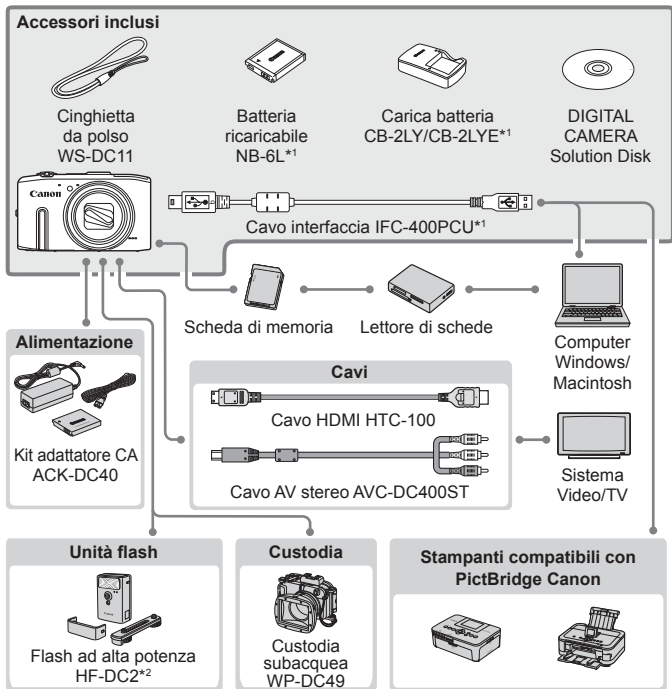 Accessori inclusi
Cinghietta
da polso
WS-DC11
Batteria
ricaricabile
NB-6L*1
Carica batteria
CB-2LY/CB-2LYE*1
DIGITAL
CAMERA
Solution Disk
Canon
Cavo interfaccia IFC-400PCU*1
Scheda di memoria
Lettore di schede
Computer
Windows/
Macintosh
Alimentazione
Kit adattatore CA
ACK-DC40
Cavi
Cavo HDMI HTC-100
Cavo AV stereo AVC-DC400ST
Sistema
Video/TV
Unità flash
Flash ad alta potenza
HF-DC2*2
Custodia
Custodia
subacquea
WP-DC49
Stampanti compatibili con
PictBridge Canon